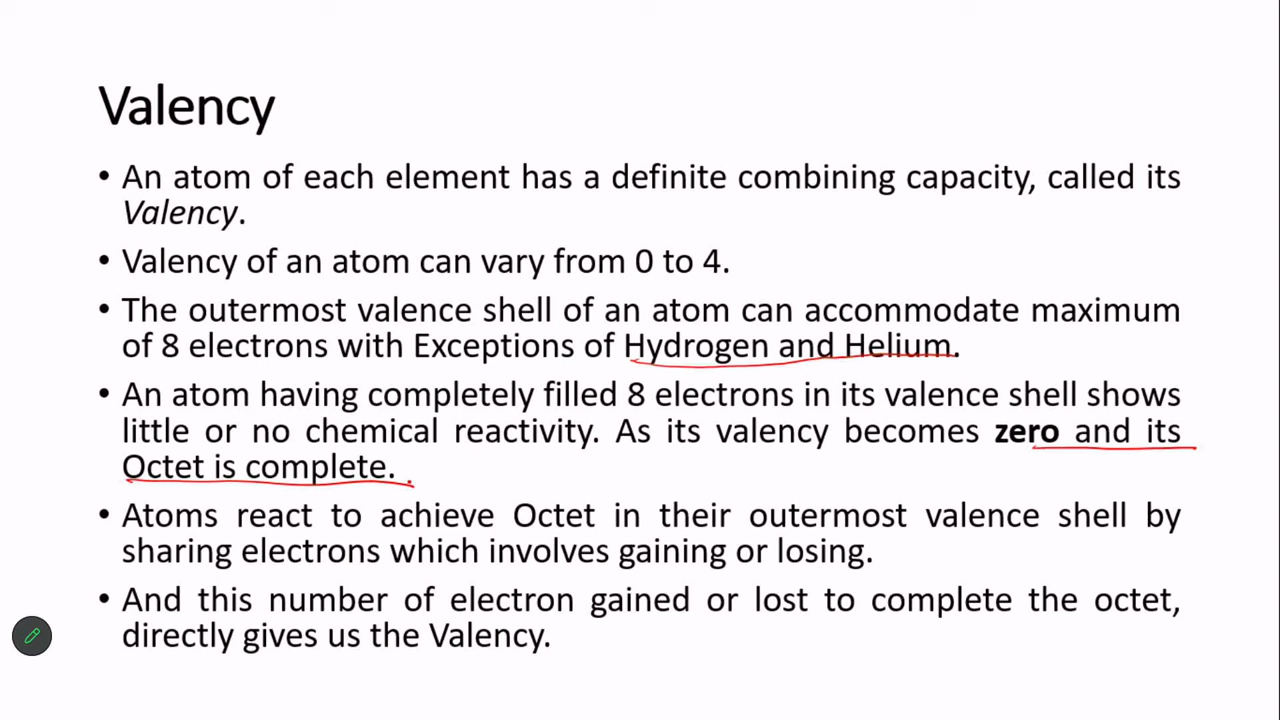 Valency
• An atom of each element has a definite combining capacity, called its
Valency.
• Valency of an atom can vary from 0 to 4.
• The outermost valence shell of an atom can accommodate maximum
of 8 electrons with Exceptions of Hydrogen and Helium.
• An atom having completely filled 8 electrons in its valence shell shows
little or no chemical reactivity. As its valency becomes zero and its
Octet is complete.
• Atoms react to achieve Octet in their outermost valence shell by
sharing electrons which involves gaining or losing.
• And this number of electron gained or lost to complete the octet,
directly gives us the Valency.